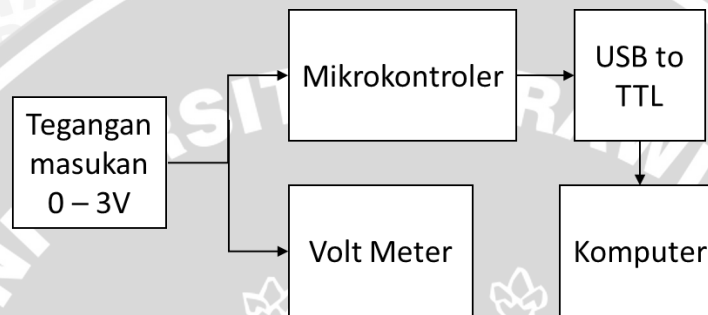 Tegangan
masukan
0 – 3V
Mikrokontroler
USB to
TTL
Volt Meter
Komputer